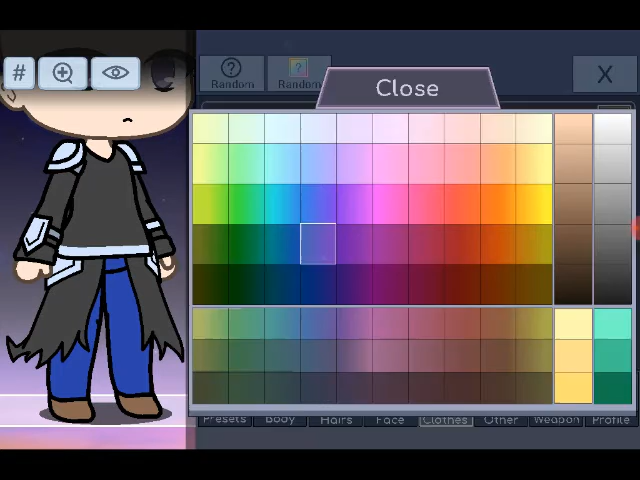 #
Random
Random
X
Close
Presets
Body
Hairs
Face
Clothes
Other
Weapon
Profile